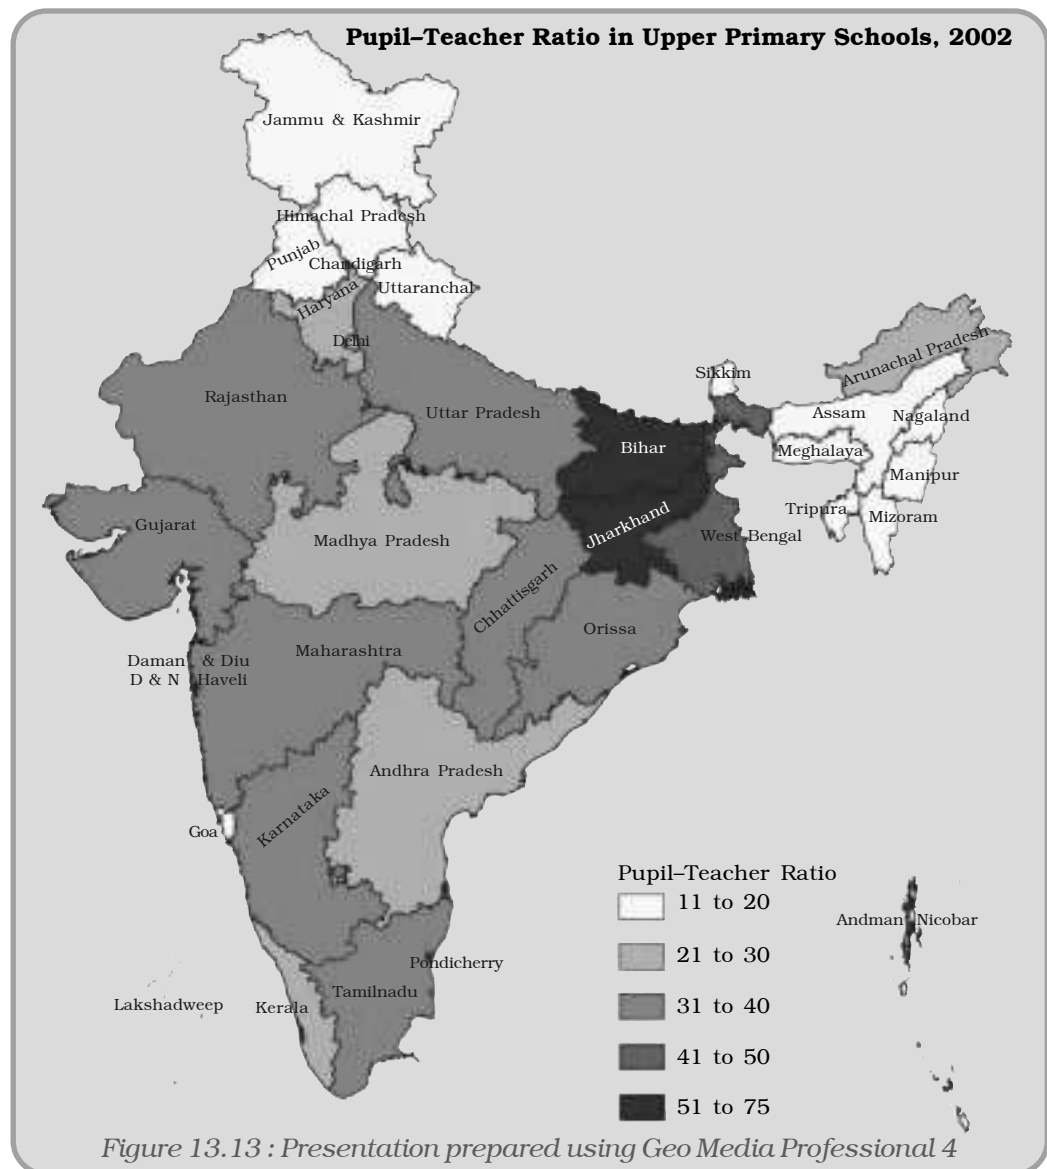 Pupil–Teacher Ratio in Upper Primary Schools, 2002
Jammu & Kashmir
Himachal Pradesh
Punjab
Chandigarh
Uttaranchal
Haryana
Delhi
Arunachal Pradesh
Sikkim
Rajasthan
Uttar Pradesh
Assam
Nagaland
Bihar
Meghalaya
Manipur
Tripura
Mizoram
Gujarat
Madhya Pradesh
Jharkhand
West Bengal
Chhattisgarh
Orissa
Maharashtra
Daman & Diu
D & N Haveli
Andhra Pradesh
Karnataka
Goa
Pupil–Teacher Ratio
11 to 20
21 to 30
31 to 40
41 to 50
51 to 75
Andman Nicobar
Pondicherry
Tamilnadu
Lakshadweep
Kerala
Figure 13.13 : Presentation prepared using Geo Media Professional 4